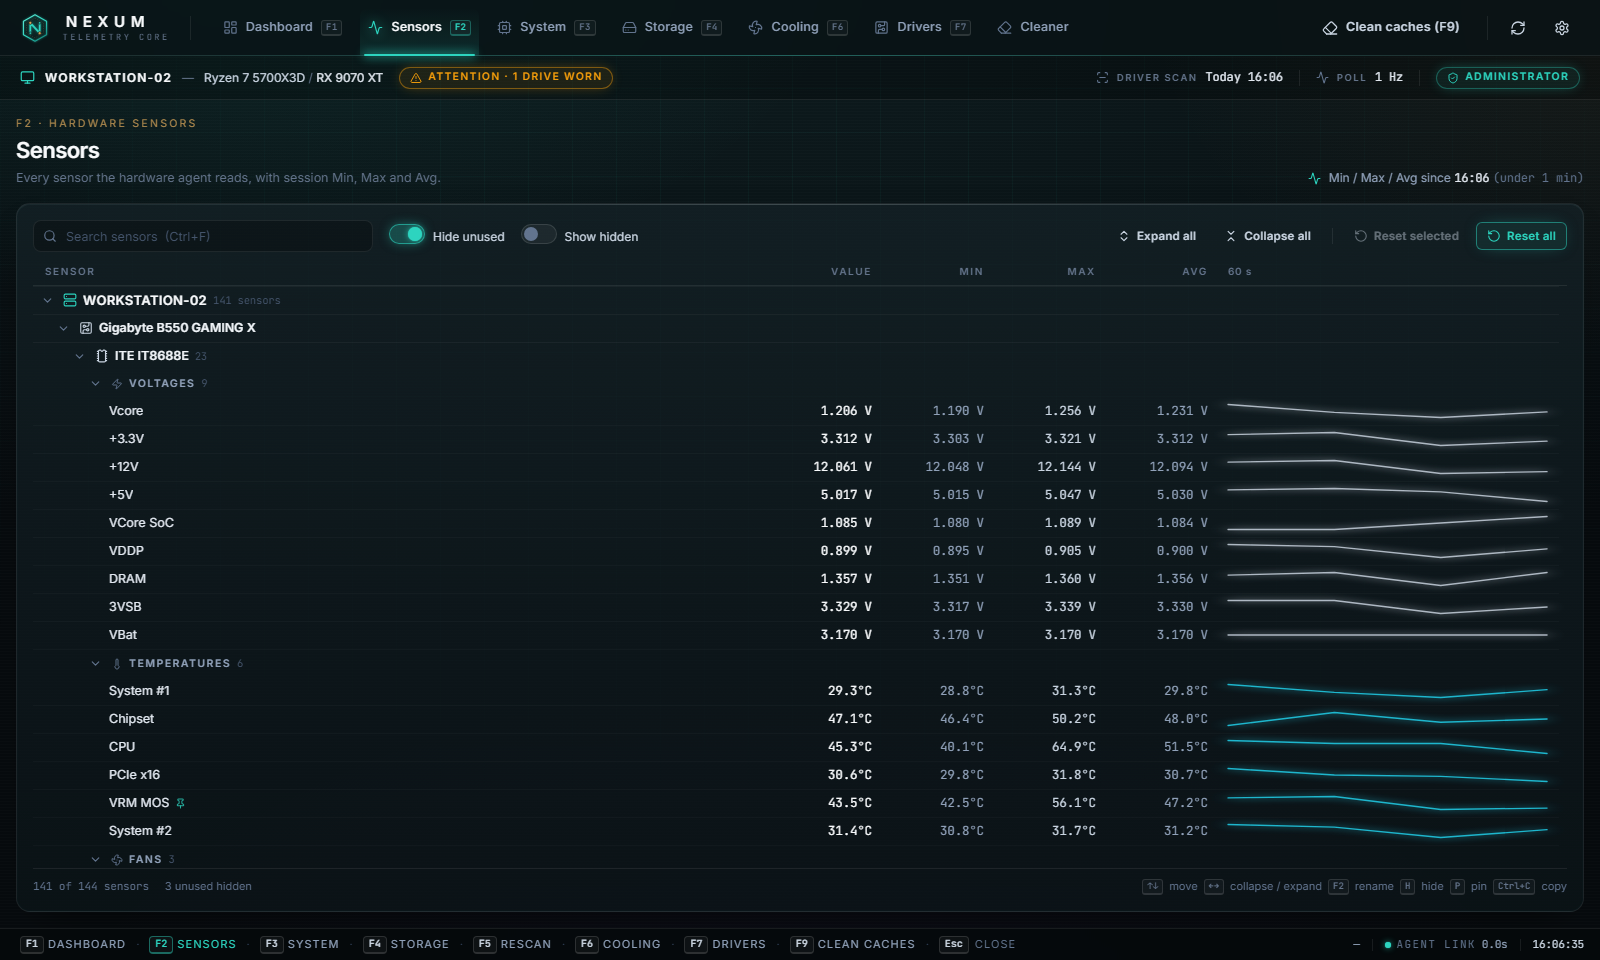 NEXUM
TELEMETRY CORE
Dashboard F1
Sensors F2
System F3
Storage F4
Cooling F6
Drivers F7
Cleaner
Clean caches (F9)
WORKSTATION-02 — Ryzen 7 5700X3D / RX 9070 XT
ATTENTION · 1 DRIVE WORN
DRIVER SCAN Today 16:06
POLL 1 Hz
ADMINISTRATOR
F2 · HARDWARE SENSORS
Sensors
Every sensor the hardware agent reads, with session Min, Max and Avg.
Min / Max / Avg since 16:06 (under 1 min)
Search sensors (Ctrl+F)
Hide unused
Show hidden
Expand all
Collapse all
Reset selected
Reset all
SENSOR VALUE MIN MAX AVG 60 s
WORKSTATION-02 141 sensors
Gigabyte B550 GAMING X
ITE IT8688E 23
VOLTAGES 9
Vcore 1.206 V 1.190 V 1.256 V 1.231 V
+3.3V 3.312 V 3.303 V 3.321 V 3.312 V
+12V 12.061 V 12.048 V 12.144 V 12.094 V
+5V 5.017 V 5.015 V 5.047 V 5.030 V
VCore SoC 1.085 V 1.080 V 1.089 V 1.084 V
VDDP 0.899 V 0.895 V 0.905 V 0.900 V
DRAM 1.357 V 1.351 V 1.360 V 1.356 V
3VSB 3.329 V 3.317 V 3.339 V 3.330 V
VBat 3.170 V 3.170 V 3.170 V 3.170 V
TEMPERATURES 6
System #1 29.3°C 28.8°C 31.3°C 29.8°C
Chipset 47.1°C 46.4°C 50.2°C 48.0°C
CPU 45.3°C 40.1°C 64.9°C 51.5°C
PCIe x16 30.6°C 29.8°C 31.8°C 30.7°C
VRM MOS 43.5°C 42.5°C 56.1°C 47.2°C
System #2 31.4°C 30.8°C 31.7°C 31.2°C
FANS 3
141 of 144 sensors 3 unused hidden
↑↓ move ↔ collapse / expand F2 rename H hide P pin Ctrl+C copy
F1 DASHBOARD · F2 SENSORS · F3 SYSTEM · F4 STORAGE · F5 RESCAN · F6 COOLING · F7 DRIVERS · F9 CLEAN CACHES · Esc CLOSE
— AGENT LINK 0.0s 16:06:35